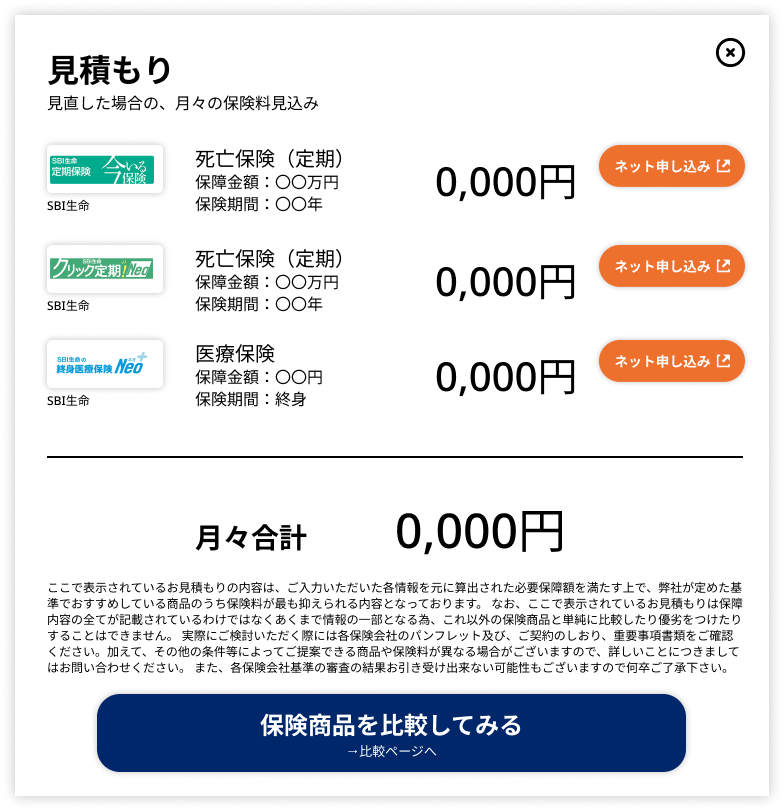 見積もり
見直した場合の、月々の保険料見込み
SBI生命
定期保険
今いる
保険
SBI生命
死亡保険（定期）
保障金額：〇〇万円
保険期間：〇〇年
0,000円
ネット申し込み
SBI生命の
クリック定期!Neo
SBI生命
死亡保険（定期）
保障金額：〇〇万円
保険期間：〇〇年
0,000円
ネット申し込み
SBI生命の
終身医療保険Neo
ネオ
SBI生命
医療保険
保障金額：〇〇円
保険期間：終身
0,000円
ネット申し込み
月々合計
0,000円
ここで表示されているお見積もりの内容は、ご入力いただいた各情報を元に算出された必要保障額を満たす上で、弊社が定めた基
準でおすすめしている商品のうち保険料が最も抑えられる内容となっております。 なお、ここで表示されているお見積もりは保障
内容の全てが記載されているわけではなくあくまで情報の一部となる為、これ以外の保険商品と単純に比較したり優劣をつけたり
することはできません。 実際にご検討いただく際には各保険会社のパンフレット及び、ご契約のしおり、重要事項書類をご確認
ください。加えて、その他の条件等によってご提案できる商品や保険料が異なる場合がございますので、詳しいことにつきまして
はお問い合わせください。 また、各保険会社基準の審査の結果お引き受け出来ない可能性もございますので何卒ご了承下さい。
保険商品を比較してみる
→比較ページへ